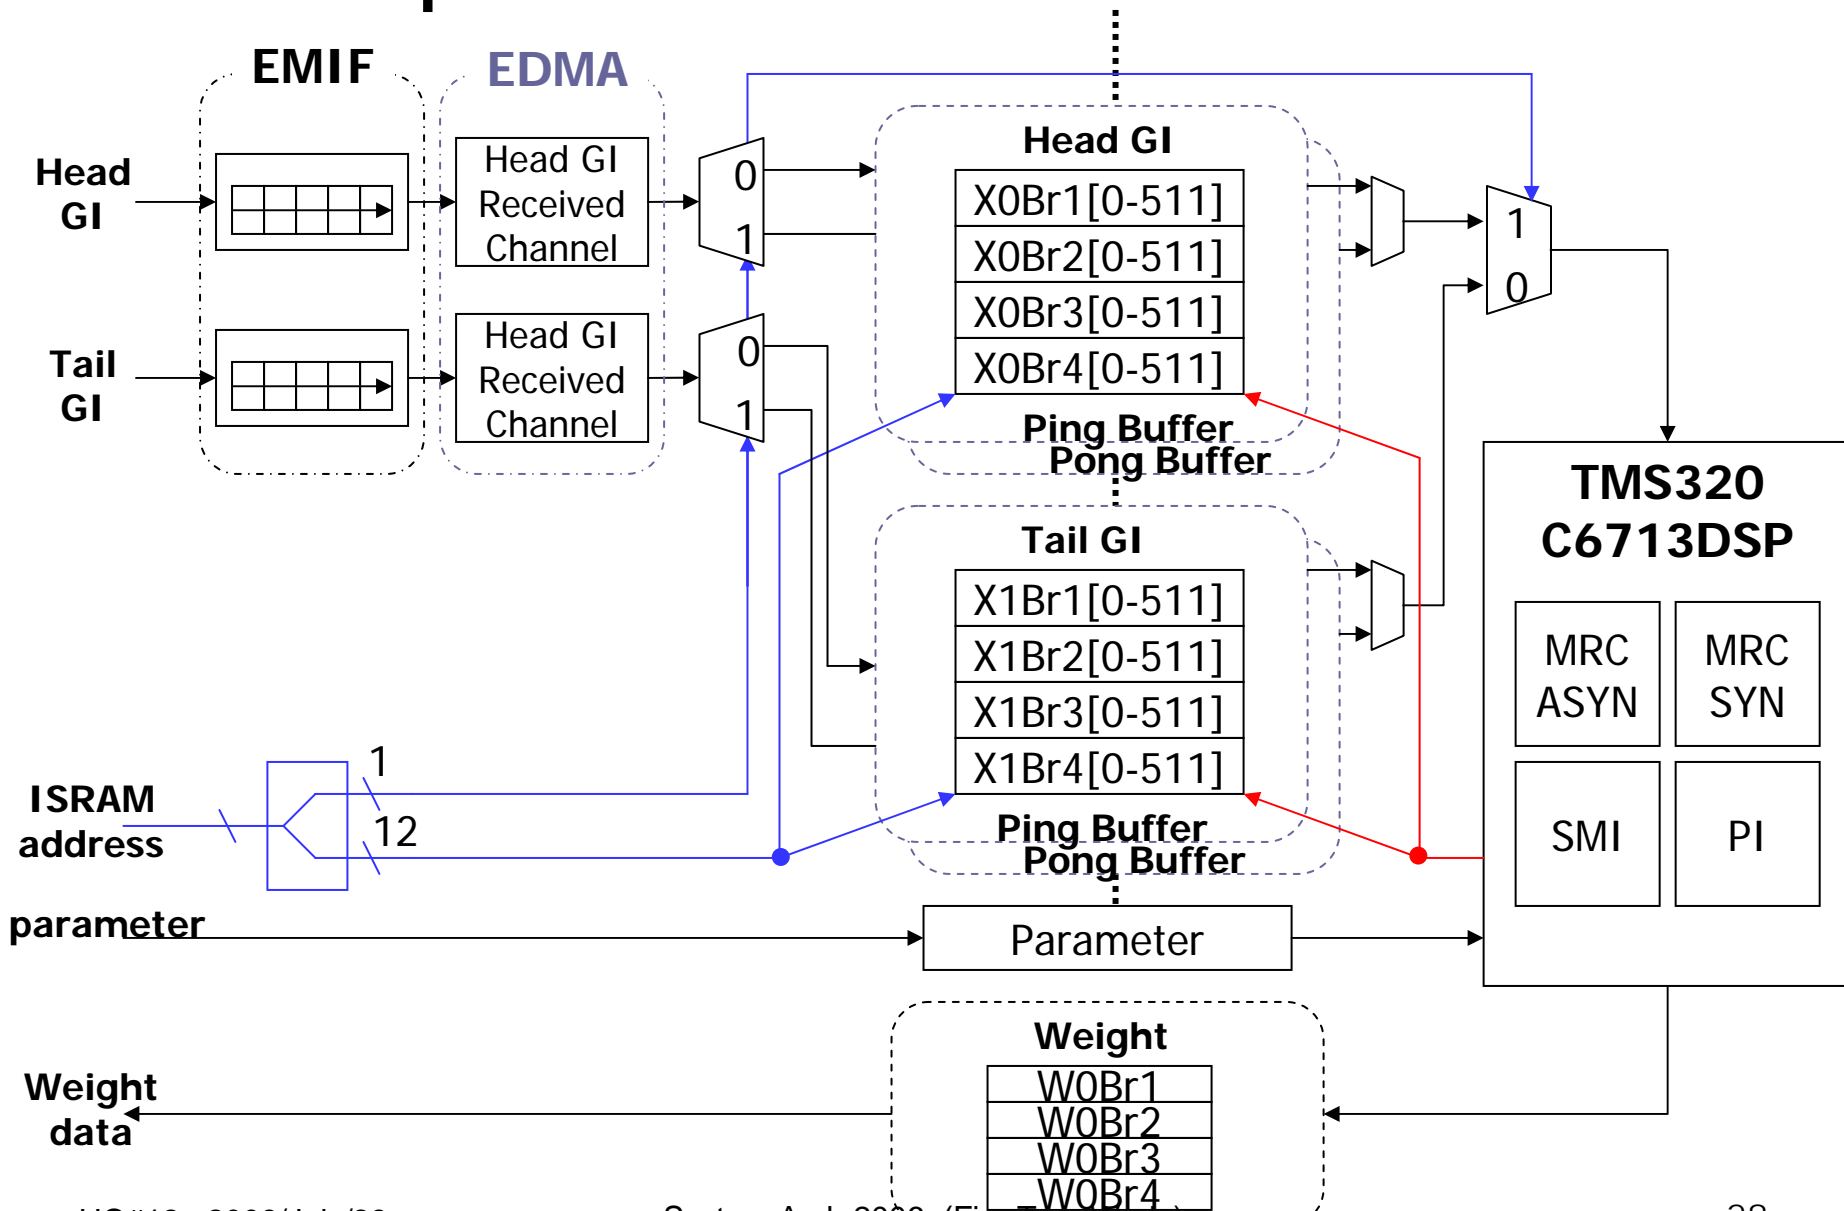 EMIF
EDMA
Head
GI
Head GI
Received
Channel
0
1
Head GI
X0Br1[0-511]
X0Br2[0-511]
X0Br3[0-511]
X0Br4[0-511]
Ping Buffer
Pong Buffer
1
0
Tail
GI
Head GI
Received
Channel
0
1
Tail GI
X1Br1[0-511]
X1Br2[0-511]
X1Br3[0-511]
X1Br4[0-511]
Ping Buffer
Pong Buffer
TMS320
C6713DSP
MRC
ASYN
MRC
SYN
SMI
PI
ISRAM
address
1
12
parameter
Parameter
Weight
W0Br1
W0Br2
W0Br3
W0Br4
Weight
data